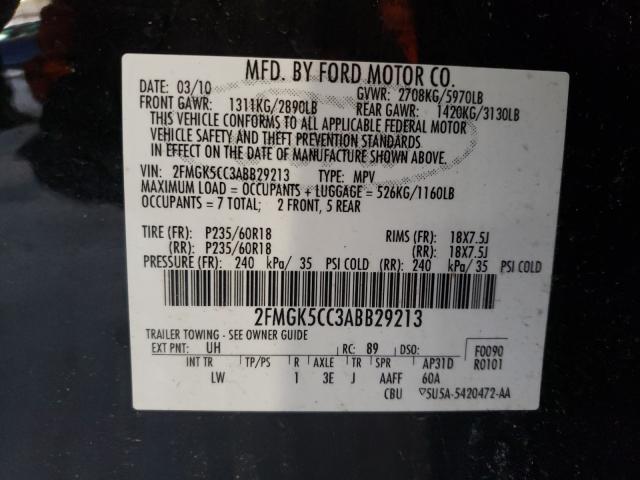 MFD. BY FORD MOTOR CO.
DATE: 03/10 GVWR: 2708KG/5970LB
FRONT GAWR: 1311KG/2890LB REAR GAWR: 1420KG/3130LB
THIS VEHICLE CONFORMS TO ALL APPLICABLE FEDERAL MOTOR
VEHICLE SAFETY AND THEFT PREVENTION STANDARDS
IN EFFECT ON THE DATE OF MANUFACTURE SHOWN ABOVE.
VIN: 2FMGK5CC3ABB29213 TYPE: MPV
MAXIMUM LOAD = OCCUPANTS + LUGGAGE = 526KG/1160LB
OCCUPANTS = 7 TOTAL; 2 FRONT, 5 REAR
TIRE (FR): P235/60R18 RIMS (FR): 18X7.5J
(RR): P235/60R18 (RR): 18X7.5J
PRESSURE (FR): 240 kPa/ 35 PSI COLD (RR): 240 kPa/ 35 PSI COLD
2FMGK5CC3ABB29213
TRAILER TOWING - SEE OWNER GUIDE
EXT PNT: UH RC: 89 DSO: F0090
INT TR TP/PS R AXLE TR SPR AP31D R0101
LW 1 3E J AAFF 60A
CBU ▽SU5A-5420472-AA